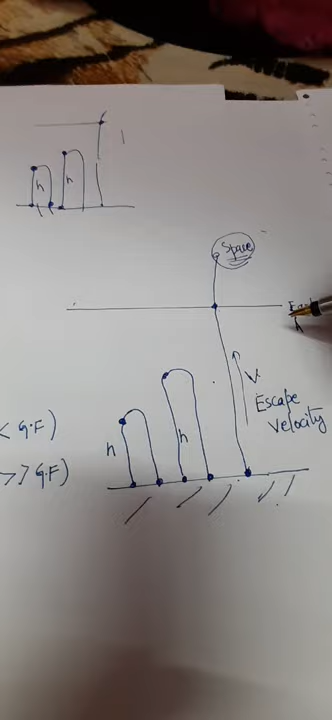 h
h
Space
< G.F)
>> G.F)
h
h
V
Escape
Velocity